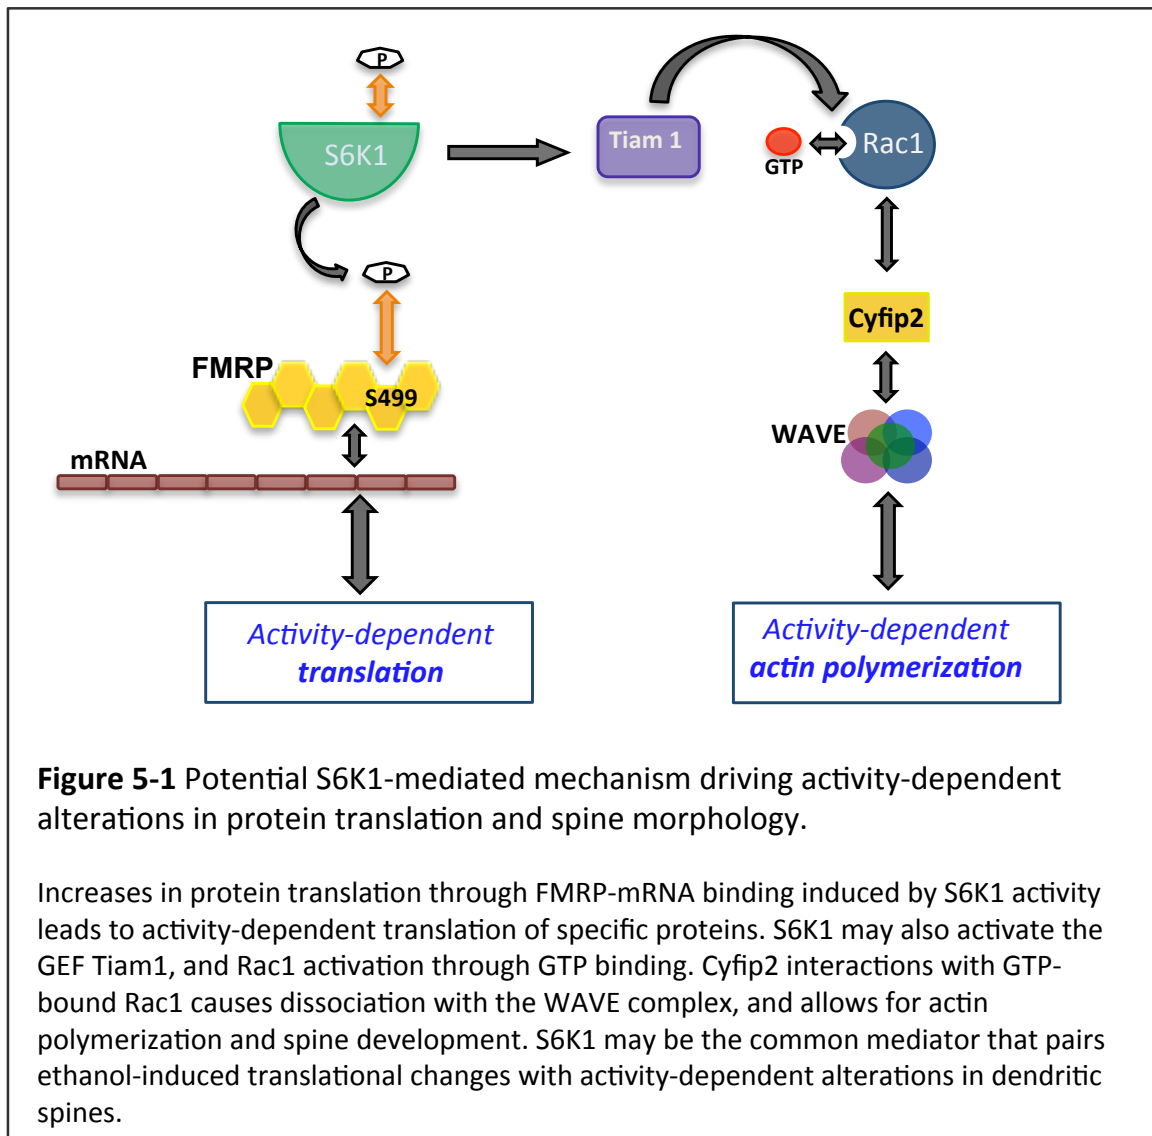 P
S6K1
Tiam 1
GTP
Rac1
P
Cyfip2
FMRP
S499
WAVE
mRNA
Activity-dependent
translation
Activity-dependent
actin polymerization
Figure 5-1 Potential S6K1-mediated mechanism driving activity-dependent
alterations in protein translation and spine morphology.
Increases in protein translation through FMRP-mRNA binding induced by S6K1 activity
leads to activity-dependent translation of specific proteins. S6K1 may also activate the
GEF Tiam1, and Rac1 activation through GTP binding. Cyfip2 interactions with GTP-
bound Rac1 causes dissociation with the WAVE complex, and allows for actin
polymerization and spine development. S6K1 may be the common mediator that pairs
ethanol-induced translational changes with activity-dependent alterations in dendritic
spines.